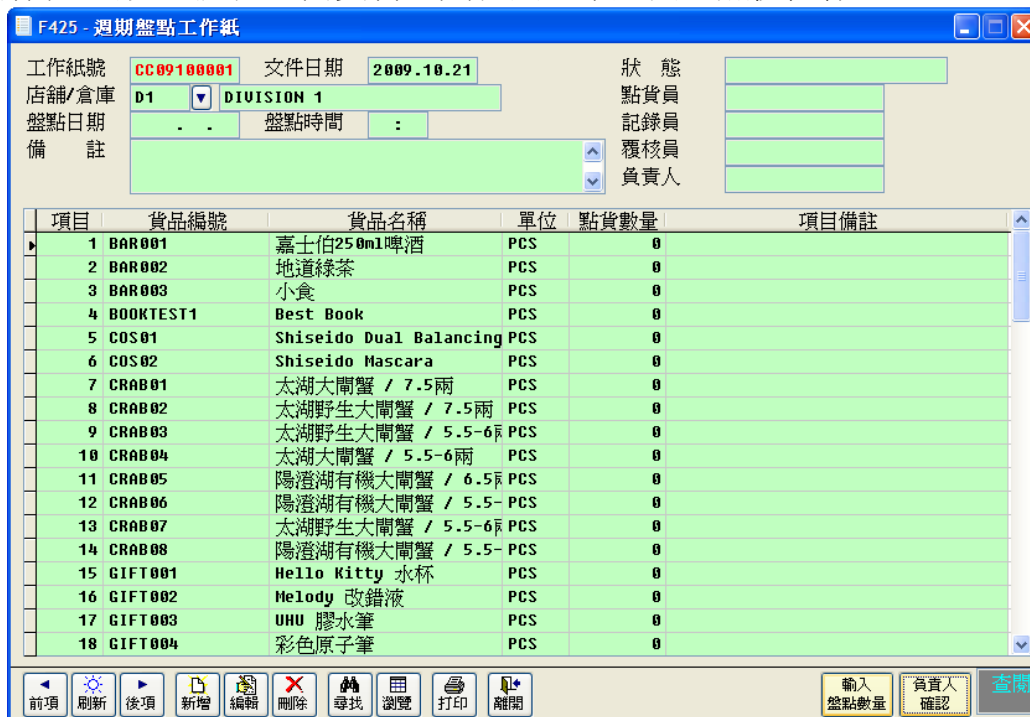 F425 - 週期盤點工作紙
工作紙號 CC09100001 文件日期 2009.10.21 狀 態
店舖/倉庫 D1 DIVISION 1 點貨員
盤點日期 . . 盤點時間 : 記錄員
備 註 覆核員
負責人
項目 貨品編號 貨品名稱 單位 點貨數量 項目備註
1 BAR001 嘉士伯250ml啤酒 PCS 0
2 BAR002 地道綠茶 PCS 0
3 BAR003 小食 PCS 0
4 BOOKTEST1 Best Book PCS 0
5 COS01 Shiseido Dual Balancing PCS 0
6 COS02 Shiseido Mascara PCS 0
7 CRAB01 太湖大閘蟹 / 7.5兩 PCS 0
8 CRAB02 太湖野生大閘蟹 / 7.5兩 PCS 0
9 CRAB03 太湖野生大閘蟹 / 5.5-6 PCS 0
10 CRAB04 太湖大閘蟹 / 5.5-6兩 PCS 0
11 CRAB05 陽澄湖有機大閘蟹 / 6.5 PCS 0
12 CRAB06 陽澄湖有機大閘蟹 / 5.5- PCS 0
13 CRAB07 太湖野生大閘蟹 / 5.5-6 PCS 0
14 CRAB08 陽澄湖有機大閘蟹 / 5.5- PCS 0
15 GIFT001 Hello Kitty 水杯 PCS 0
16 GIFT002 Melody 改錯液 PCS 0
17 GIFT003 UHU 膠水筆 PCS 0
18 GIFT004 彩色原子筆 PCS 0
前項 刷新 後項 新增 編輯 刪除 尋找 瀏覽 打印 離開 輸入 盤點數量 負責人 確認 查閱